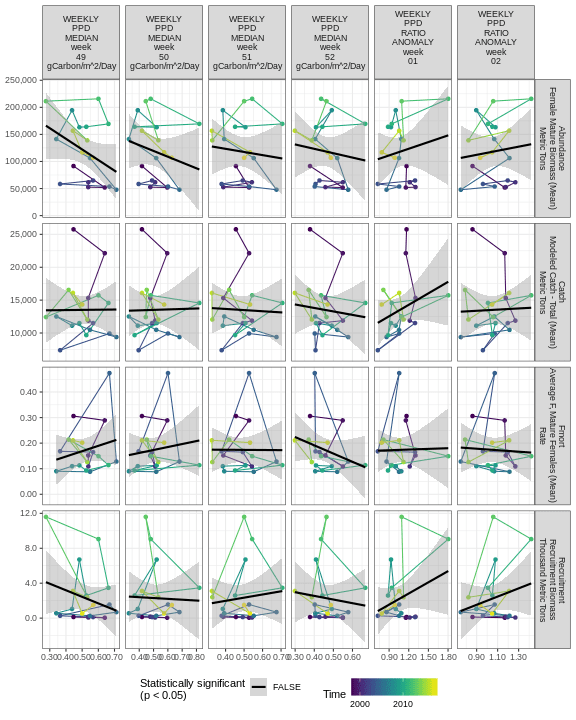 WEEKLY
PPD
MEDIAN
week
49
gCarbon/m^2/Day
WEEKLY
PPD
MEDIAN
week
50
gCarbon/m^2/Day
WEEKLY
PPD
MEDIAN
week
51
gCarbon/m^2/Day
WEEKLY
PPD
MEDIAN
week
52
gCarbon/m^2/Day
WEEKLY
PPD
RATIO
ANOMALY
week
01
WEEKLY
PPD
RATIO
ANOMALY
week
02
250,000
200,000
150,000
100,000
50,000
0
Abundance
Female Mature Biomass (Mean)
Metric Tons
25,000
20,000
15,000
10,000
Catch
Modelled Catch - Total (Mean)
Metric Tons
0.40
0.30
0.20
0.10
0.00
Fmort
Average F, Mature Females (Mean)
Rate
12.0
8.0
4.0
0.0
Recruitment
Recruitment Biomass
Thousand Metric Tons
0.30 0.40 0.50 0.60 0.70
0.40 0.50 0.60 0.70 0.80
0.40 0.50 0.60 0.70
0.30 0.40 0.50 0.60
0.90 1.20 1.50 1.80
0.90 1.10 1.30
Statistically significant
(p < 0.05)
FALSE
Time
2000 2010